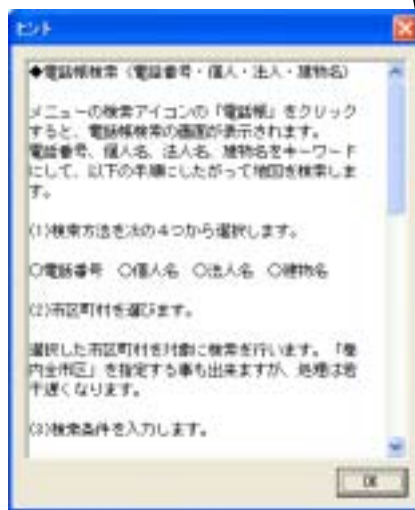 ヒント
◆電話帳検索（電話番号・個人・法人・建物名）
メニューの検索アイコンの「電話帳」をクリック
すると、電話帳検索の画面が表示されます。
電話番号、個人名、法人名、建物名をキーワード
にして、以下の手順にしたがって地図を検索しま
す。
(1)検索方法を次の4つから選択します。
○電話番号 ○個人名 ○法人名 ○建物名
(2)市区町村を選びます。
選択した市区町村を対象に検索を行います。「
内全市区」を指定する事も出来ますが、処理は若
干遅くなります。
(3)検索条件を入力します。
OK